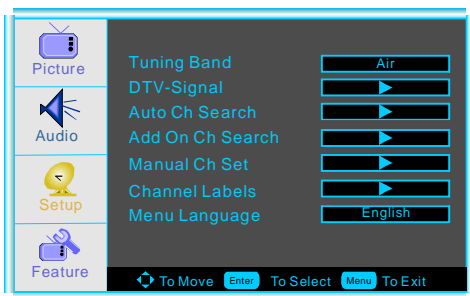 Picture
Audio
Setup
Feature
Tuning Band Air
DTV-Signal
Auto Ch Search
Add On Ch Search
Manual Ch Set
Channel Labels
Menu Language English
To Move Enter To Select Menu To Exit